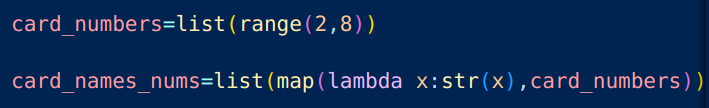 card_numbers=list(range(2,8))
card_names_nums=list(map(lambda x:str(x),card_numbers))